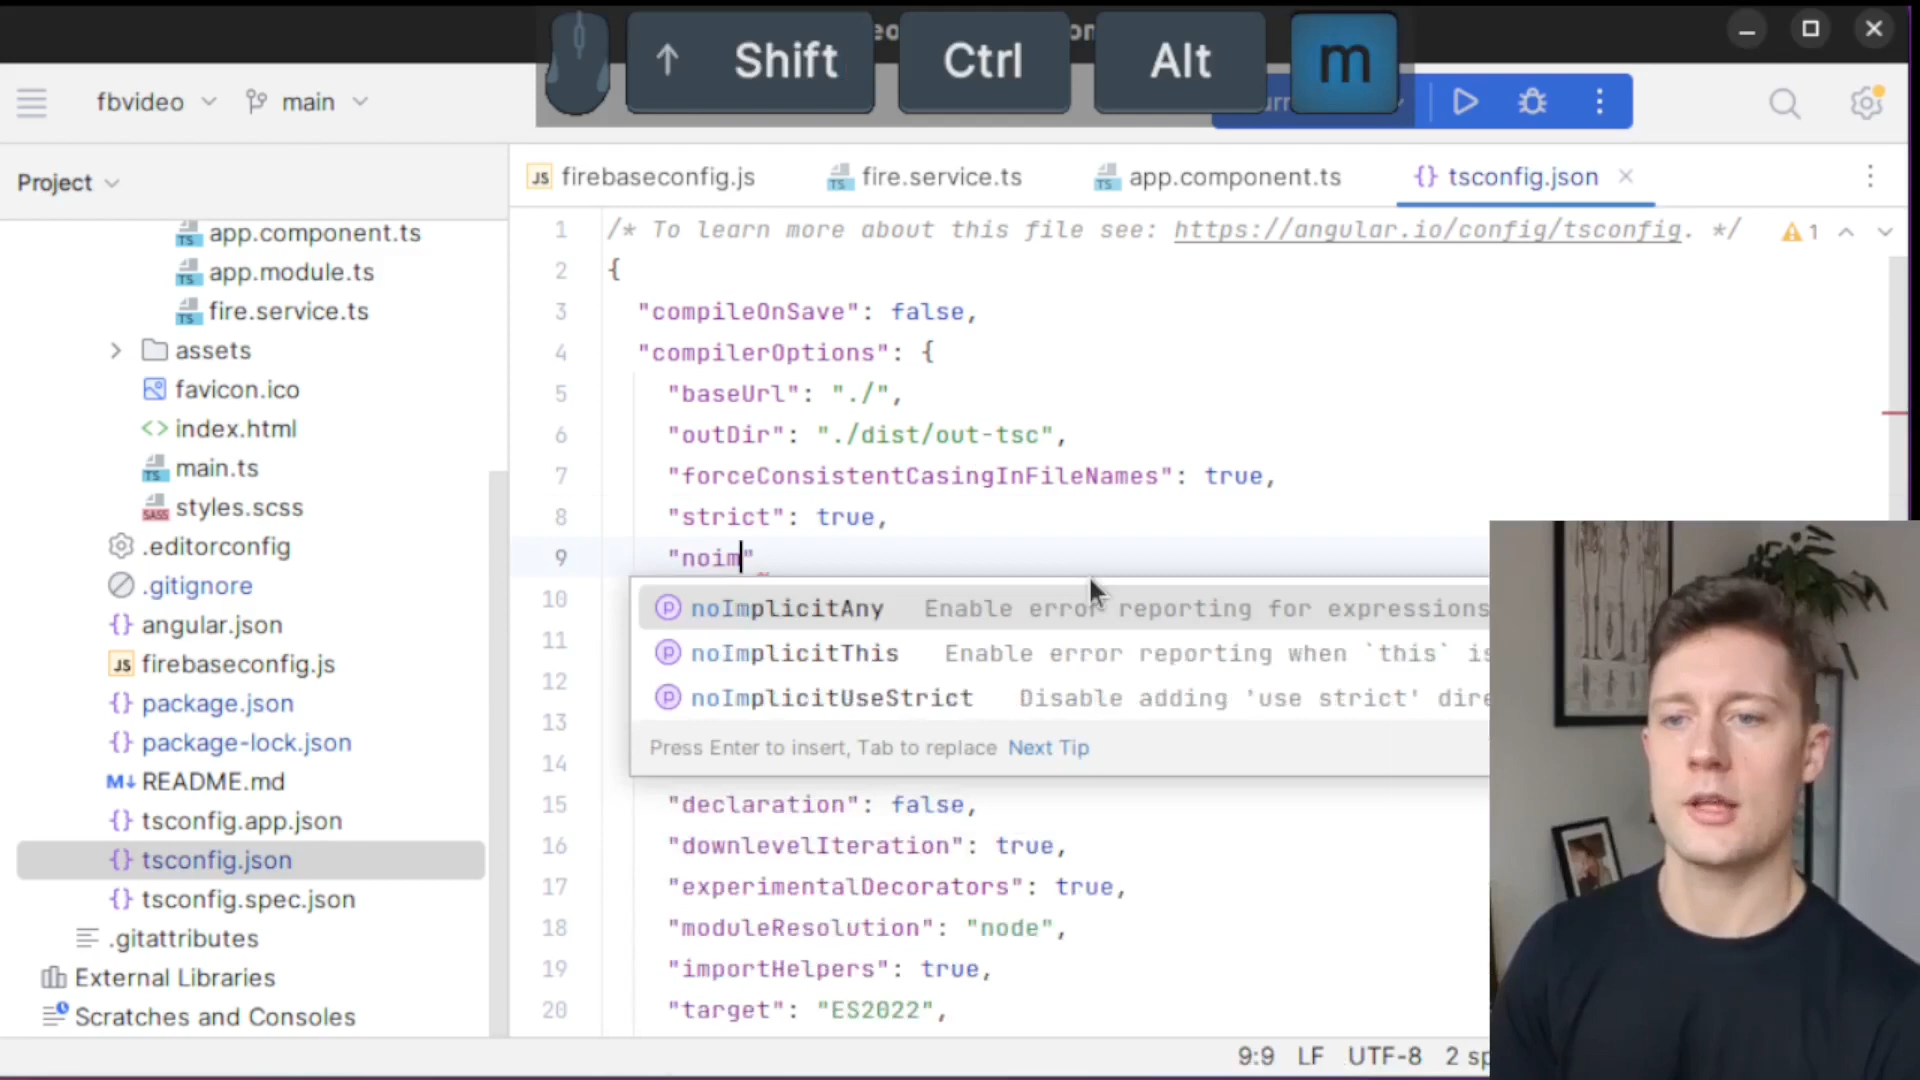 Shift Ctrl Alt m
fbvideo main
Project
firebaseconfig.js fire.service.ts app.component.ts tsconfig.json
app.component.ts
app.module.ts
fire.service.ts
assets
favicon.ico
index.html
main.ts
styles.scss
.editorconfig
.gitignore
angular.json
firebaseconfig.js
package.json
package-lock.json
README.md
tsconfig.app.json
tsconfig.json
tsconfig.spec.json
.gitattributes
External Libraries
Scratches and Consoles
1 /* To learn more about this file see: https://angular.io/config/tsconfig. */ 1
2 {
3 "compileOnSave": false,
4 "compilerOptions": {
5 "baseUrl": "./",
6 "outDir": "./dist/out-tsc",
7 "forceConsistentCasingInFileNames": true,
8 "strict": true,
9 "noim"
10
noImplicitAny Enable error reporting for expressions
11
noImplicitThis Enable error reporting when `this` is
12
noImplicitUseStrict Disable adding 'use strict' dire
13
Press Enter to insert, Tab to replace Next Tip
14
15 "declaration": false,
16 "downlevelIteration": true,
17 "experimentalDecorators": true,
18 "moduleResolution": "node",
19 "importHelpers": true,
20 "target": "ES2022",
9:9 LF UTF-8 2 sp